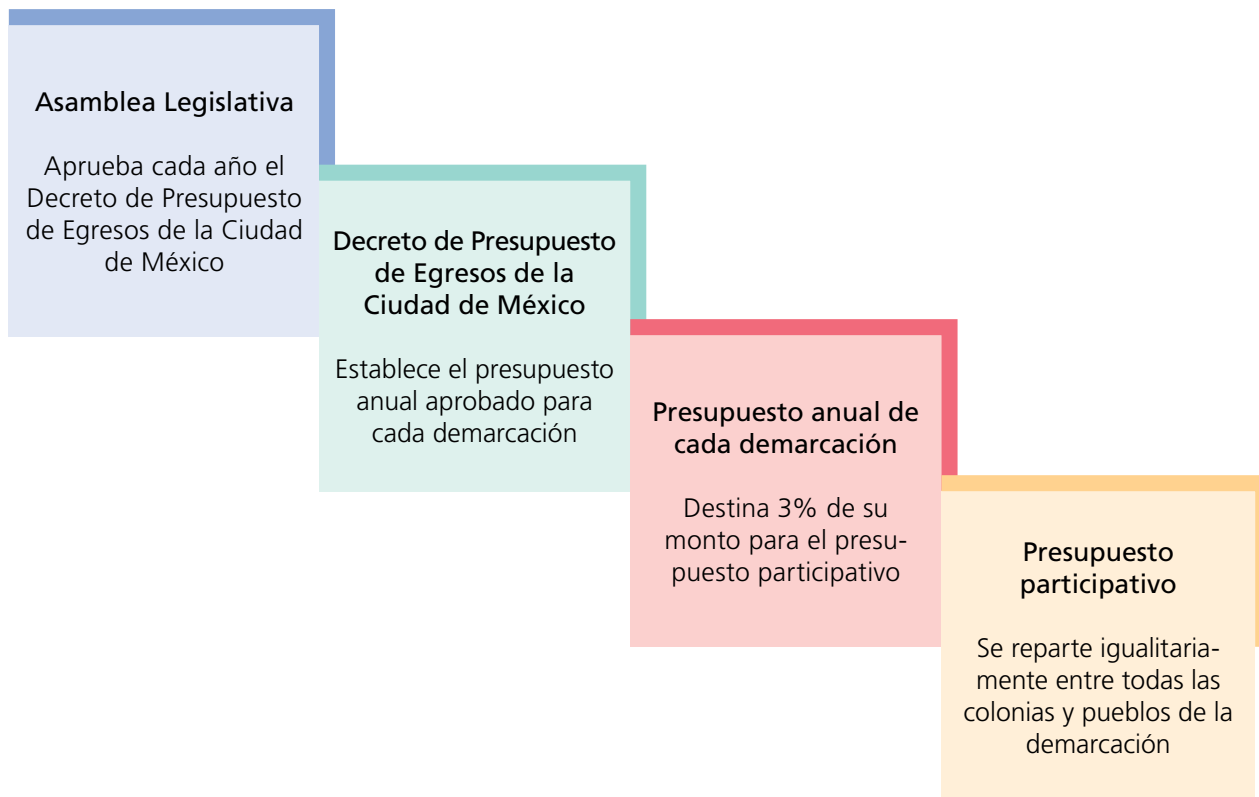 Asamblea Legislativa
Aprueba cada año el
Decreto de Presupuesto
de Egresos de la Ciudad
de México
Decreto de Presupuesto
de Egresos de la
Ciudad de México
Establece el presupuesto
anual aprobado para
cada demarcación
Presupuesto anual de
cada demarcación
Destina 3% de su
monto para el presu-
puesto participativo
Presupuesto
participativo
Se reparte igualitaria-
mente entre todas las
colonias y pueblos de la
demarcación